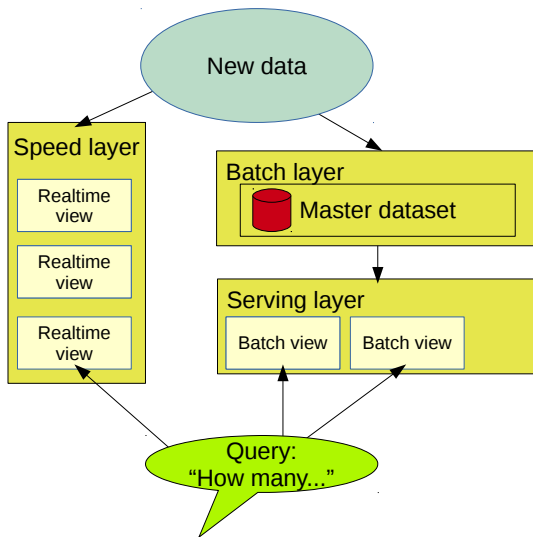 New data
Speed layer
Realtime
view
Realtime
view
Realtime
view
Batch layer
Master dataset
Serving layer
Batch view
Batch view
Query:
“How many...”